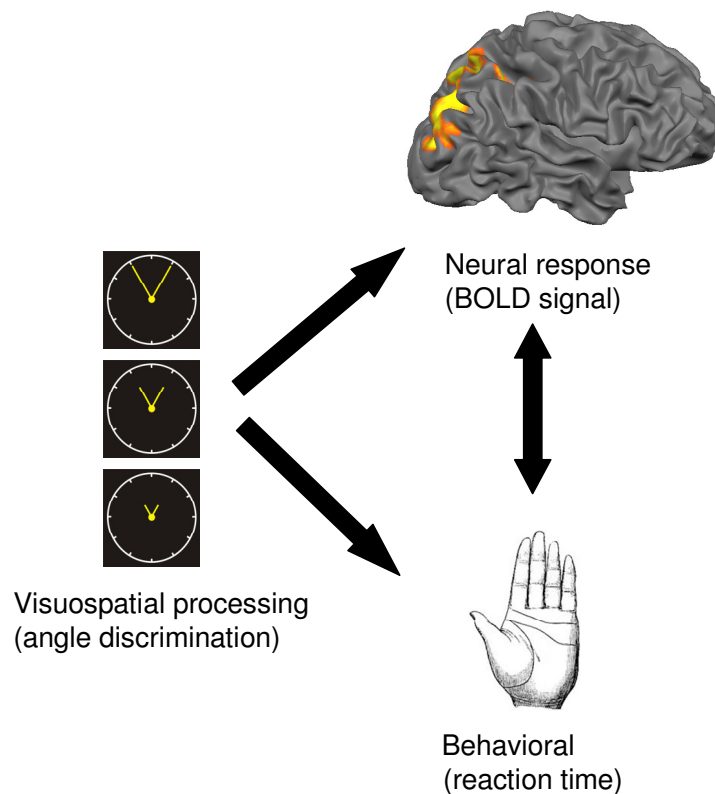 Neural response
(BOLD signal)
Visuospatial processing
(angle discrimination)
Behavioral
(reaction time)